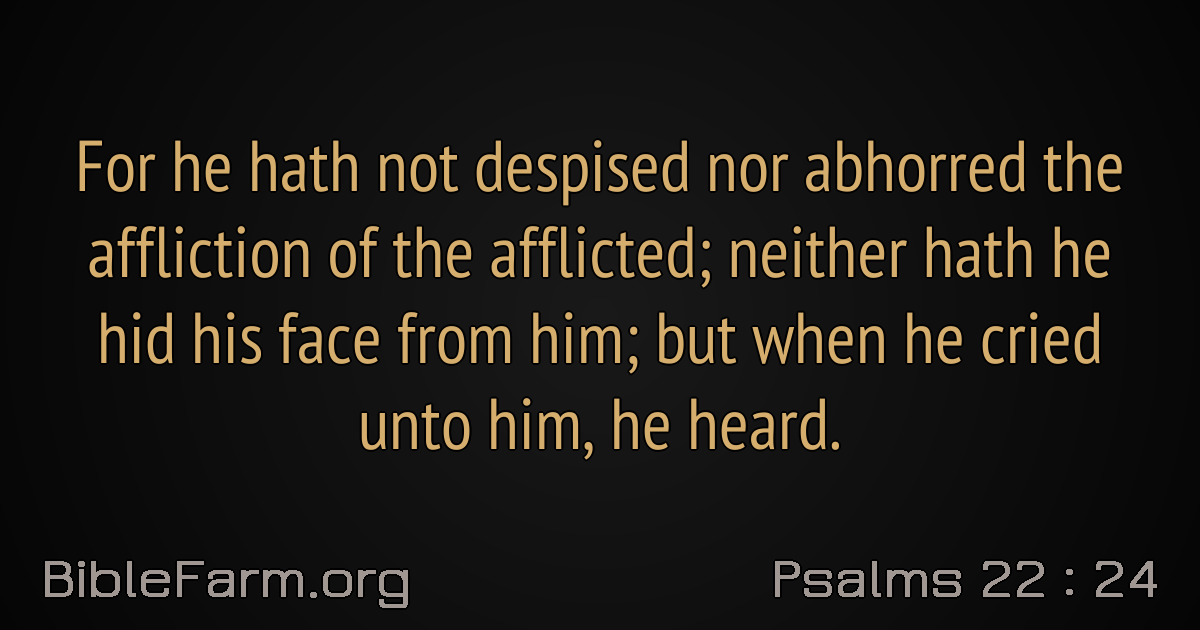 For he hath not despised nor abhorred the
affliction of the afflicted; neither hath he
hid his face from him; but when he cried
unto him, he heard.
BibleFarm.org
Psalms 22 : 24